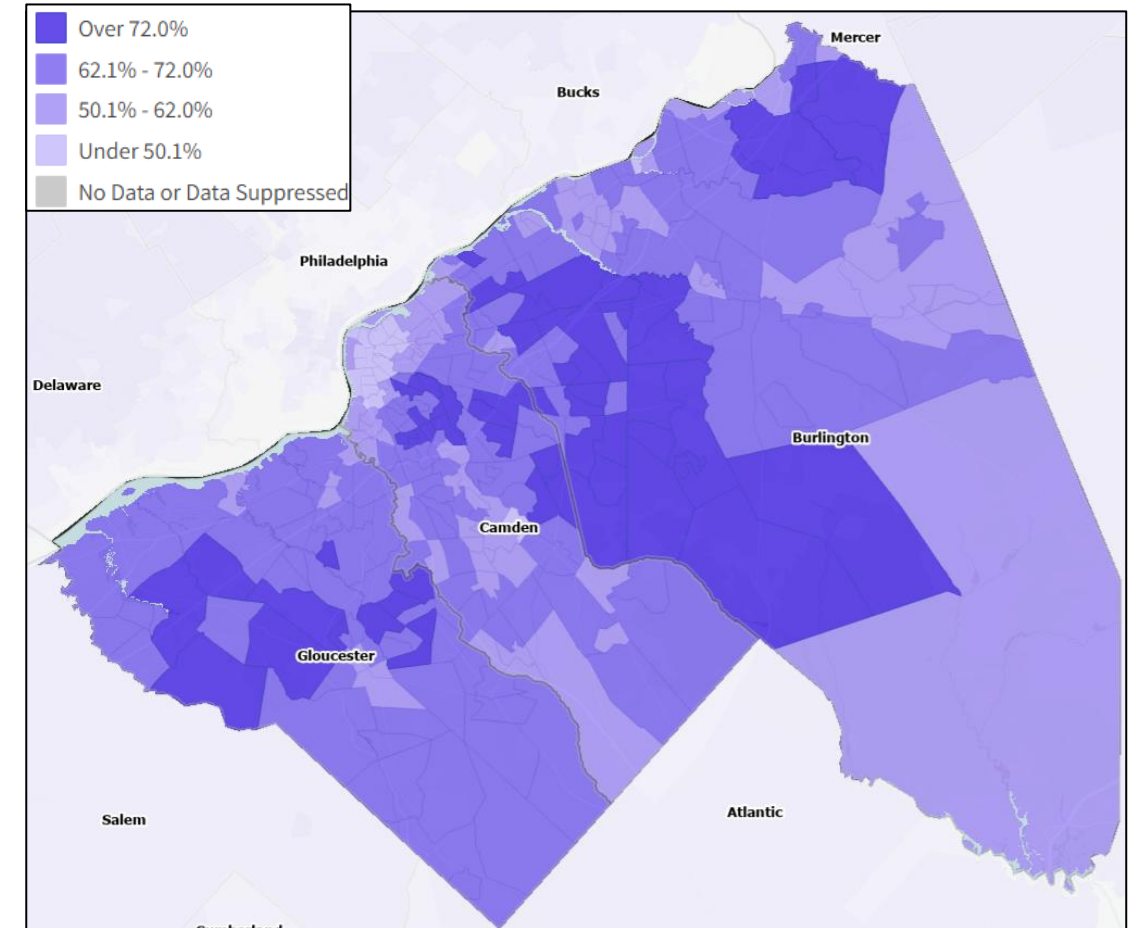 Over 72.0%
62.1% - 72.0%
50.1% - 62.0%
Under 50.1%
No Data or Data Suppressed
Mercer
Bucks
Philadelphia
Delaware
Burlington
Camden
Gloucester
Salem
Atlantic